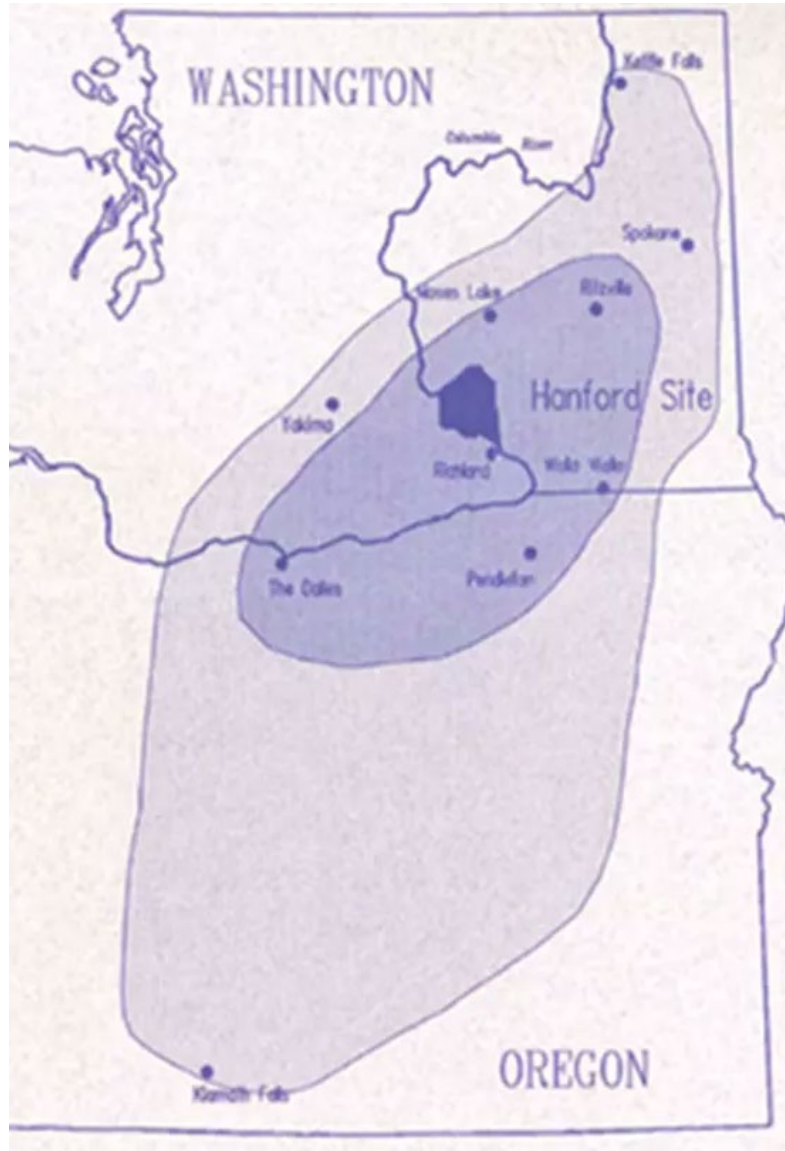 Kettle Falls
WASHINGTON
Columbia River
Spokane
Moses Lake
Ritzville
Hanford Site
Yakima
Richland
Walla Walla
The Dalles
Pendleton
OREGON
Klamath Falls